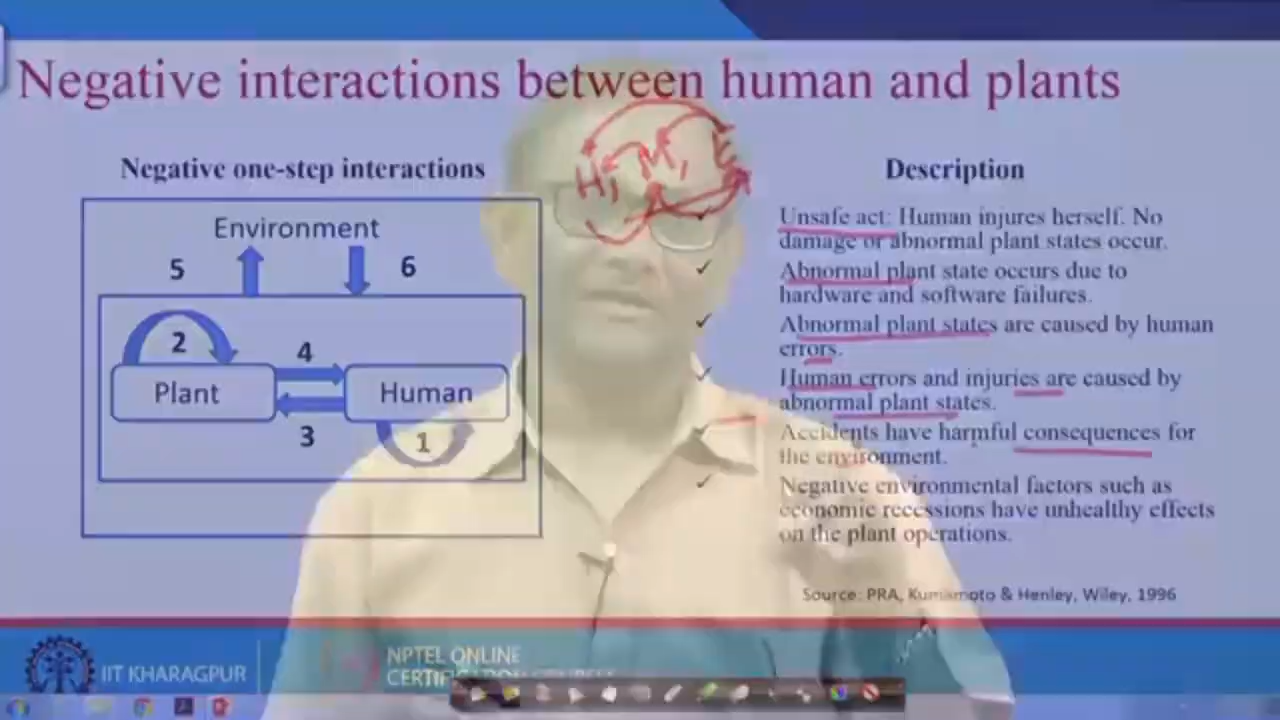 Negative interactions between human and plants
Negative one-step interactions
Environment
5
6
2
4
Plant
Human
3
1
H, M, E
Description
Unsafe act: Human injures herself. No
damage or abnormal plant states occur.
Abnormal plant state occurs due to
hardware and software failures.
Abnormal plant states are caused by human
errors.
Human errors and injuries are caused by
abnormal plant states.
Accidents have harmful consequences for
the environment.
Negative environmental factors such as
economic recessions have unhealthy effects
on the plant operations.
Source: PRA, Kumamoto & Henley, Wiley, 1996
IIT KHARAGPUR
NPTEL ONLINE